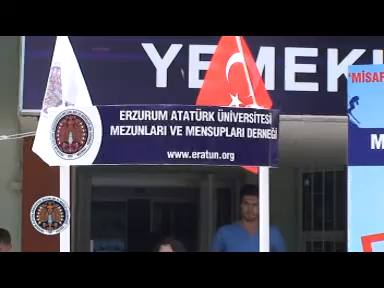 YEMEK
"MİSAF
ERZURUM ATATÜRK ÜNİVERSİTESİ
MEZUNLARI VE MENSUPLARI DERNEĞİ
www.eratun.org
M